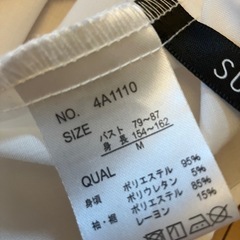 NO. 4A1110
SIZE バスト 79~87
身長 154~162
M
QUAL
身頃 ポリエステル 95%
ポリウレタン 5%
袖・裾 ポリエステル 85%
レーヨン 15%
SU